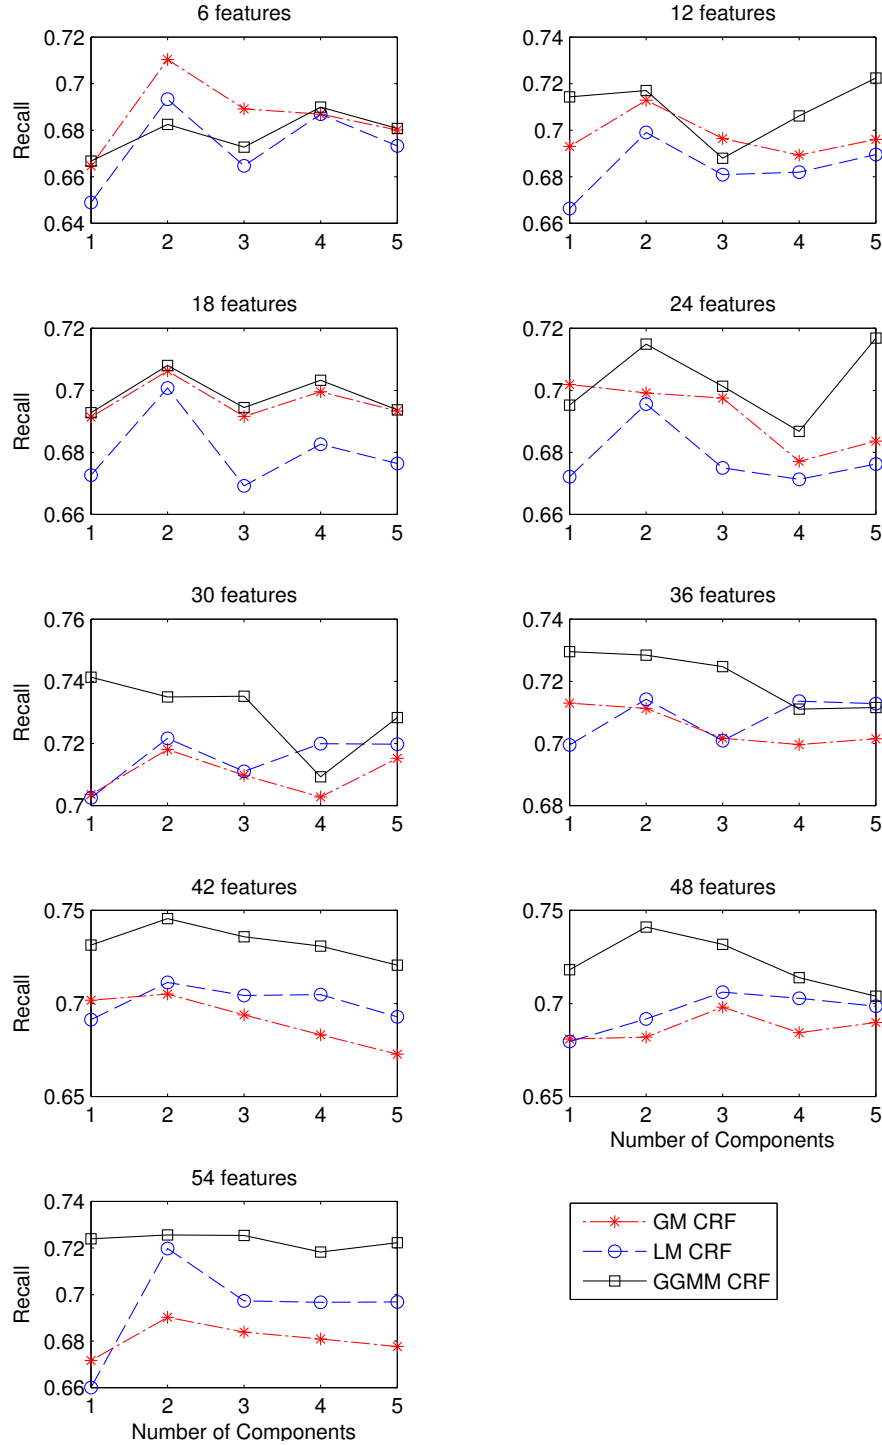 6 features
0.72
0.7
0.68
0.66
0.64
Recall
1 2 3 4 5
12 features
0.74
0.72
0.7
0.68
0.66
1 2 3 4 5
18 features
0.72
0.7
0.68
0.66
Recall
1 2 3 4 5
24 features
0.72
0.7
0.68
0.66
1 2 3 4 5
30 features
0.76
0.74
0.72
0.7
Recall
1 2 3 4 5
36 features
0.74
0.72
0.7
0.68
1 2 3 4 5
42 features
0.75
0.7
0.65
Recall
1 2 3 4 5
48 features
0.75
0.7
0.65
1 2 3 4 5
Number of Components
54 features
0.74
0.72
0.7
0.68
0.66
Recall
1 2 3 4 5
Number of Components
GM CRF
LM CRF
GGMM CRF